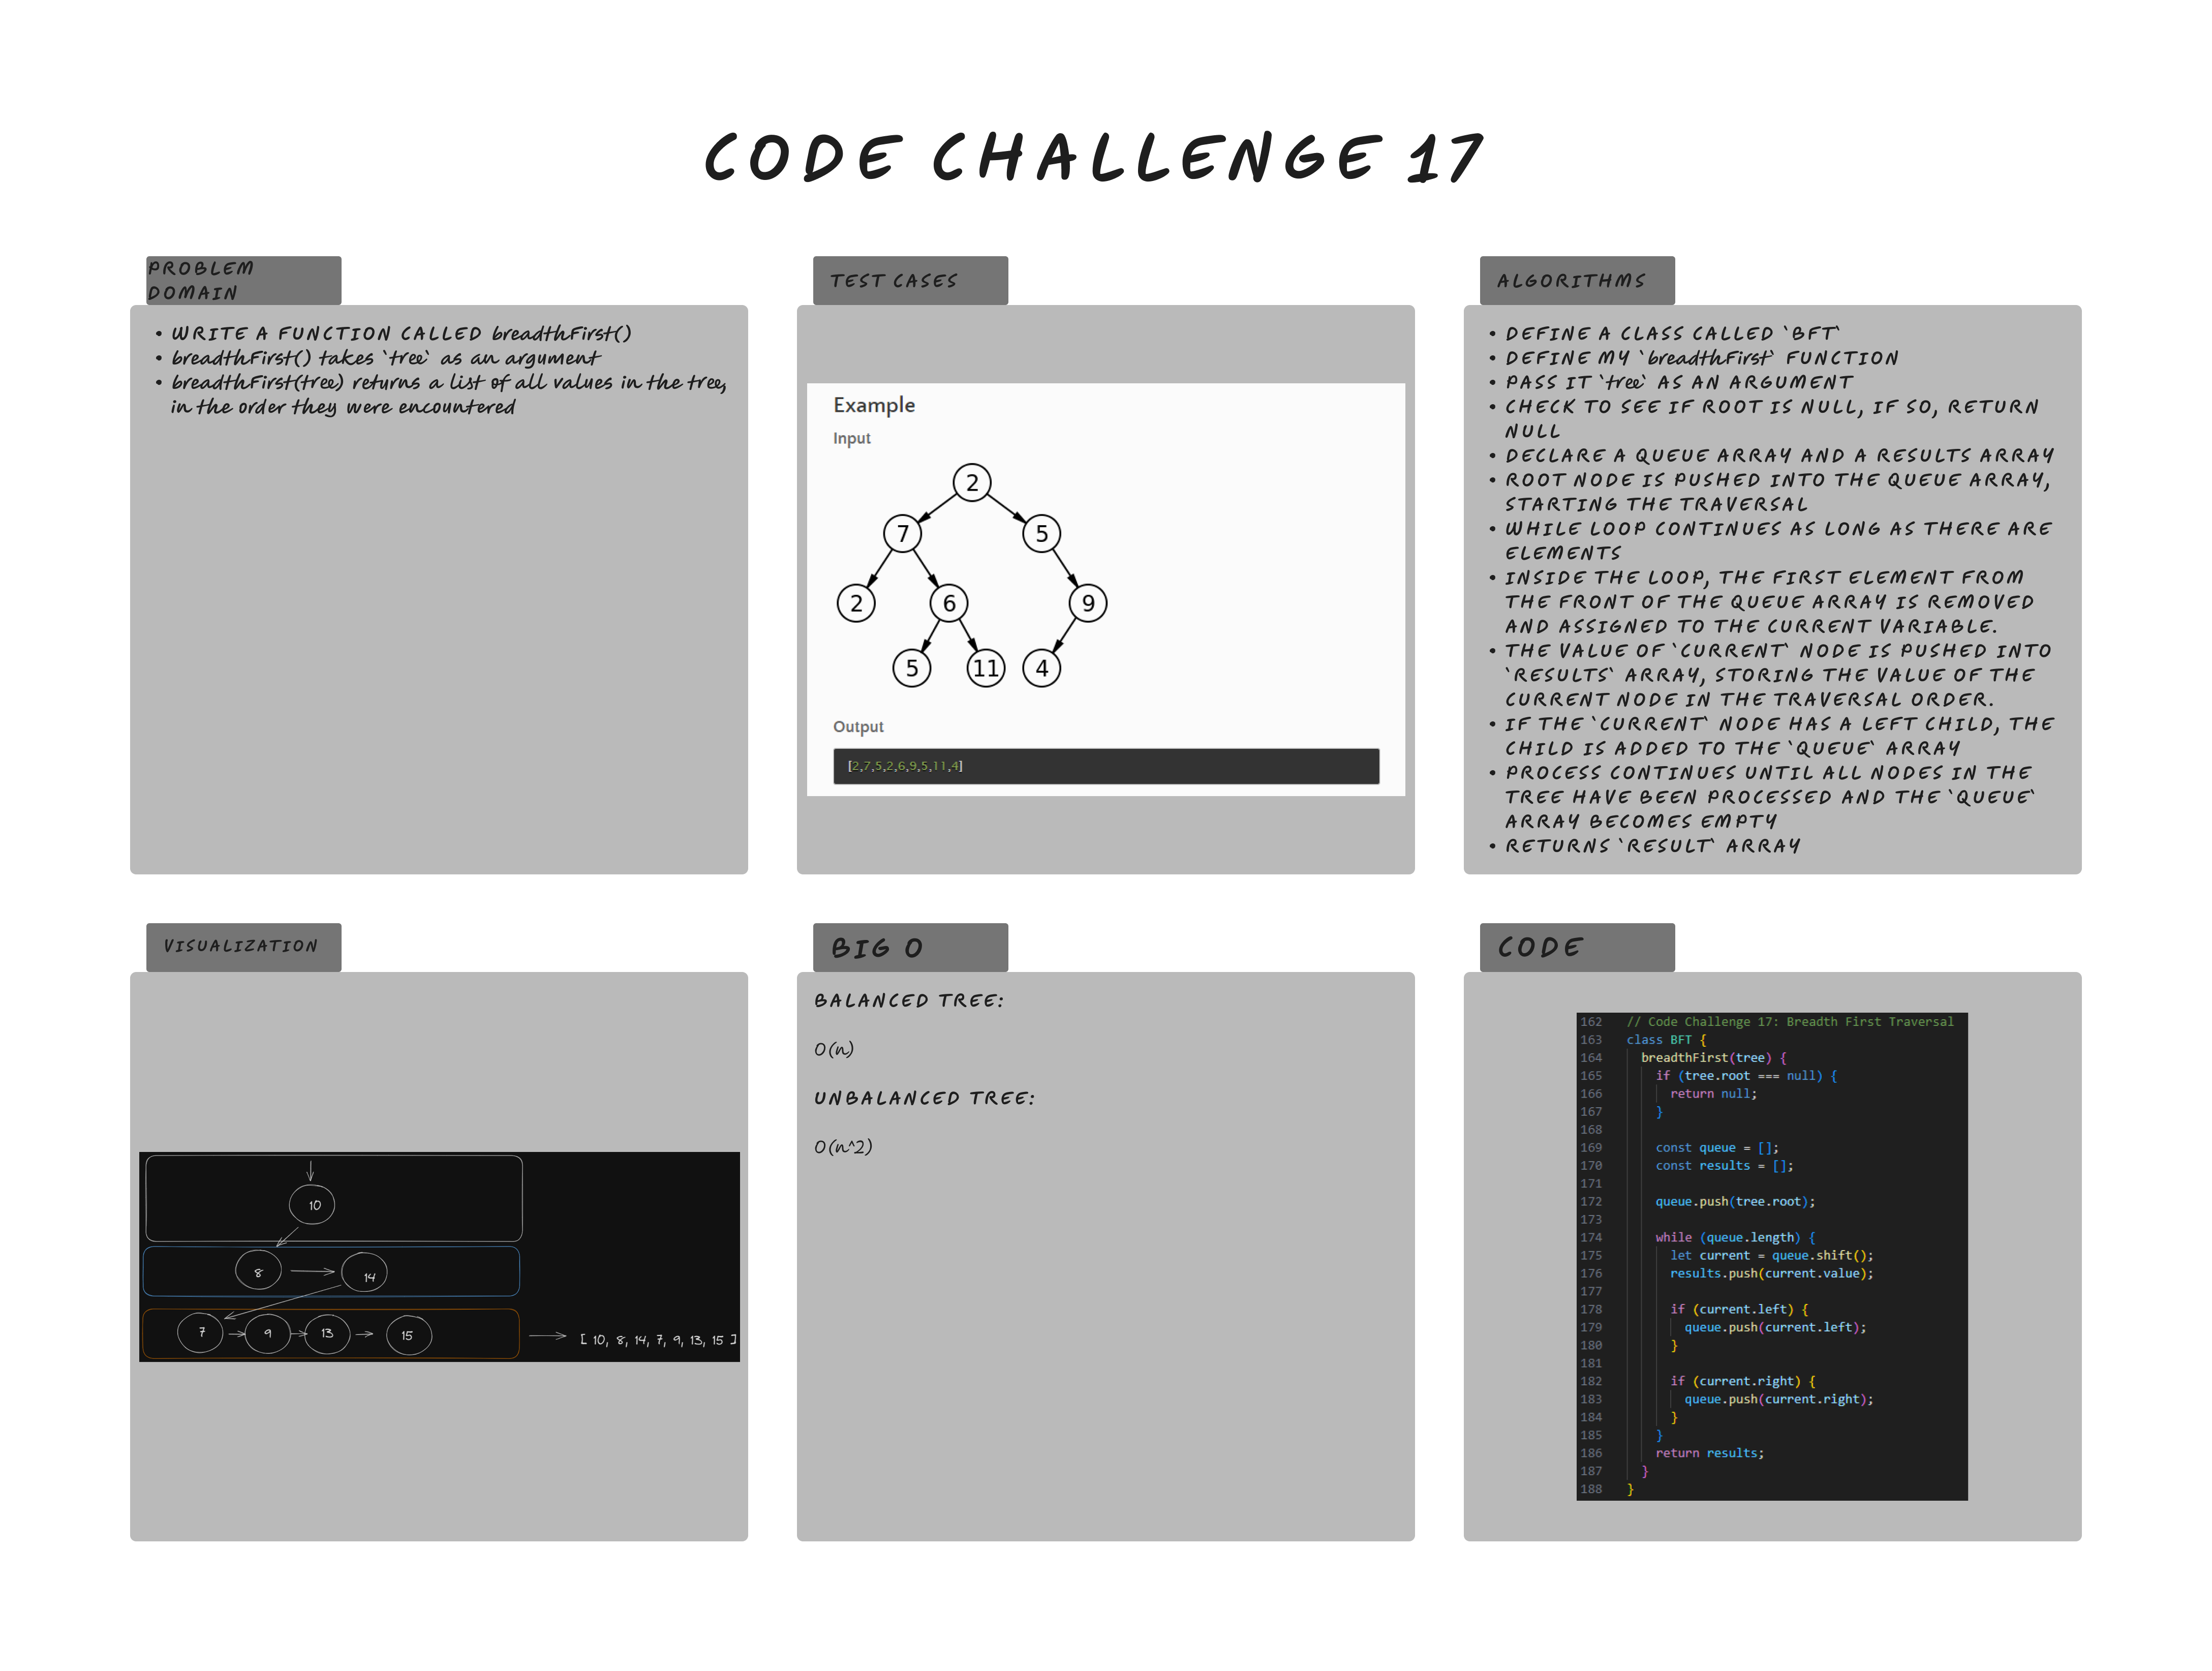 CODE CHALLENGE 17
PROBLEM
DOMAIN
• WRITE A FUNCTION CALLED breadthFirst()
• breadthFirst() takes `tree` as an argument
• breadthFirst(tree) returns a list of all values in the tree,
in the order they were encountered
TEST CASES
Example
Input
2
7 5
2 6 9
5 11 4
Output
[2,7,5,2,6,9,5,11,4]
ALGORITHMS
• DEFINE A CLASS CALLED `BFT`
• DEFINE MY `breadthFirst` FUNCTION
• PASS IT `tree` AS AN ARGUMENT
• CHECK TO SEE IF ROOT IS NULL, IF SO, RETURN
NULL
• DECLARE A QUEUE ARRAY AND A RESULTS ARRAY
• ROOT NODE IS PUSHED INTO THE QUEUE ARRAY,
STARTING THE TRAVERSAL
• WHILE LOOP CONTINUES AS LONG AS THERE ARE
ELEMENTS
• INSIDE THE LOOP, THE FIRST ELEMENT FROM
THE FRONT OF THE QUEUE ARRAY IS REMOVED
AND ASSIGNED TO THE CURRENT VARIABLE.
• THE VALUE OF `CURRENT` NODE IS PUSHED INTO
`RESULTS` ARRAY, STORING THE VALUE OF THE
CURRENT NODE IN THE TRAVERSAL ORDER.
• IF THE `CURRENT` NODE HAS A LEFT CHILD, THE
CHILD IS ADDED TO THE `QUEUE` ARRAY
• PROCESS CONTINUES UNTIL ALL NODES IN THE
TREE HAVE BEEN PROCESSED AND THE `QUEUE`
ARRAY BECOMES EMPTY
• RETURNS `RESULT` ARRAY
VISUALIZATION
10
8 14
7 9 13 15 [ 10, 8, 14, 7, 9, 13, 15 ]
BIG O
BALANCED TREE:
O(n)
UNBALANCED TREE:
O(n^2)
CODE
162 // Code Challenge 17: Breadth First Traversal
163 class BFT {
164 breadthFirst(tree) {
165 if (tree.root === null) {
166 return null;
167 }
168
169 const queue = [];
170 const results = [];
171
172 queue.push(tree.root);
173
174 while (queue.length) {
175 let current = queue.shift();
176 results.push(current.value);
177
178 if (current.left) {
179 queue.push(current.left);
180 }
181
182 if (current.right) {
183 queue.push(current.right);
184 }
185 }
186 return results;
187 }
188 }